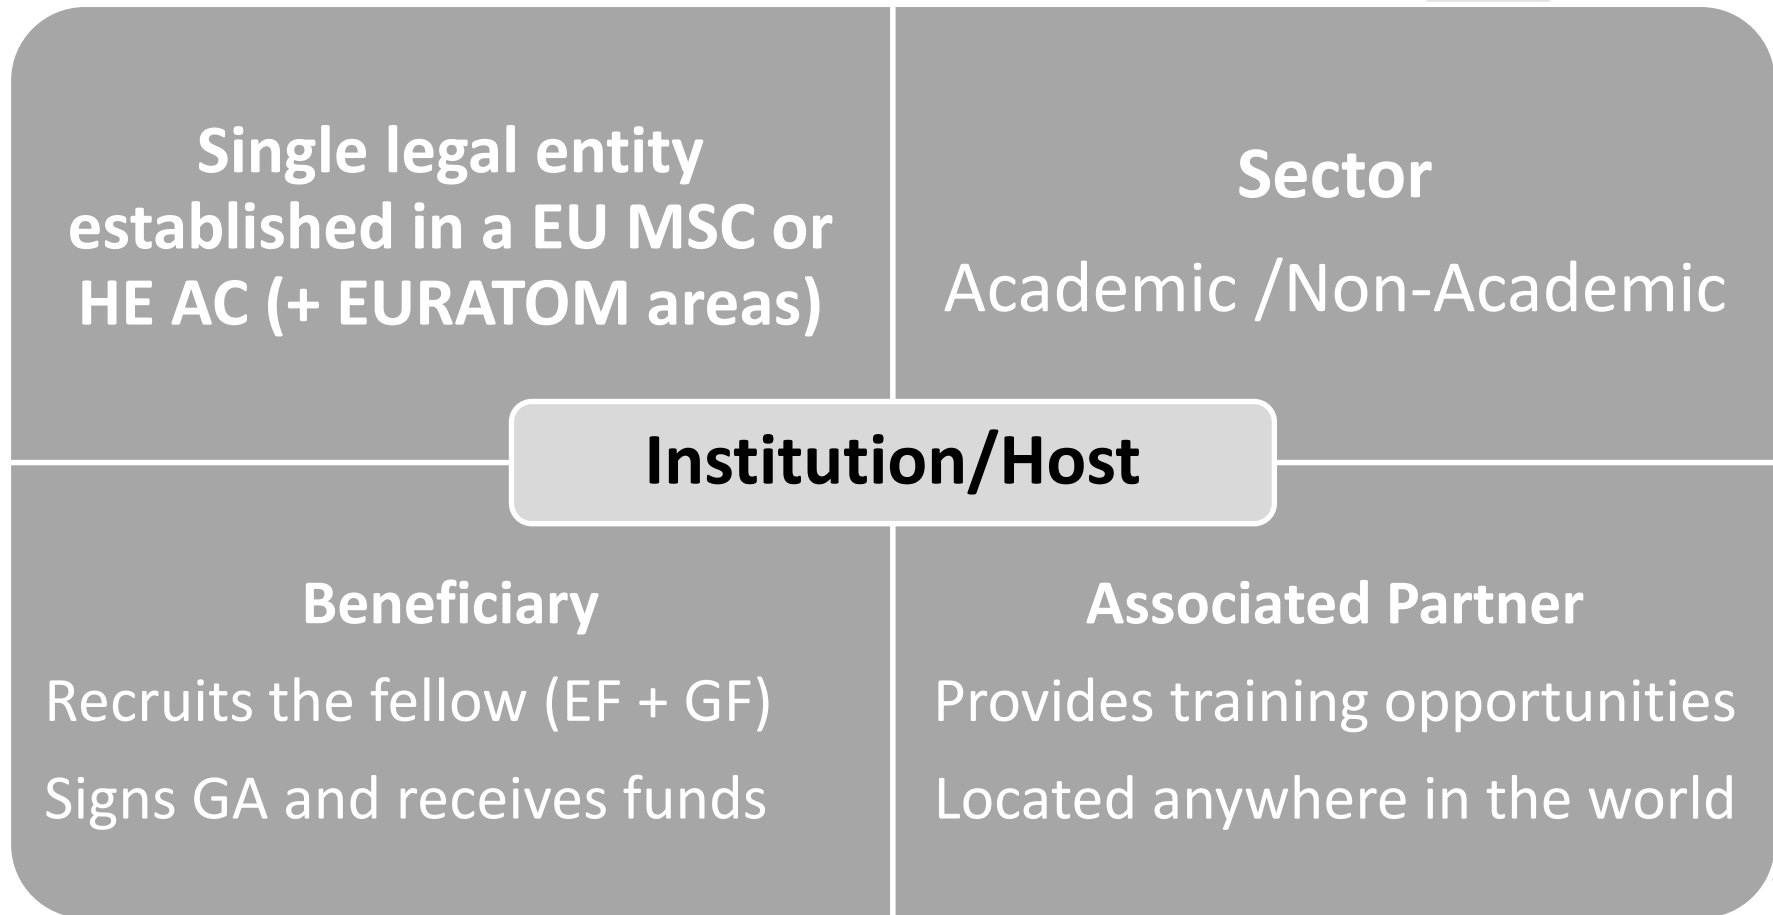 Single legal entity
established in a EU MSC or
HE AC (+ EURATOM areas)
Sector
Academic /Non-Academic
Institution/Host
Beneficiary
Recruits the fellow (EF + GF)
Signs GA and receives funds
Associated Partner
Provides training opportunities
Located anywhere in the world